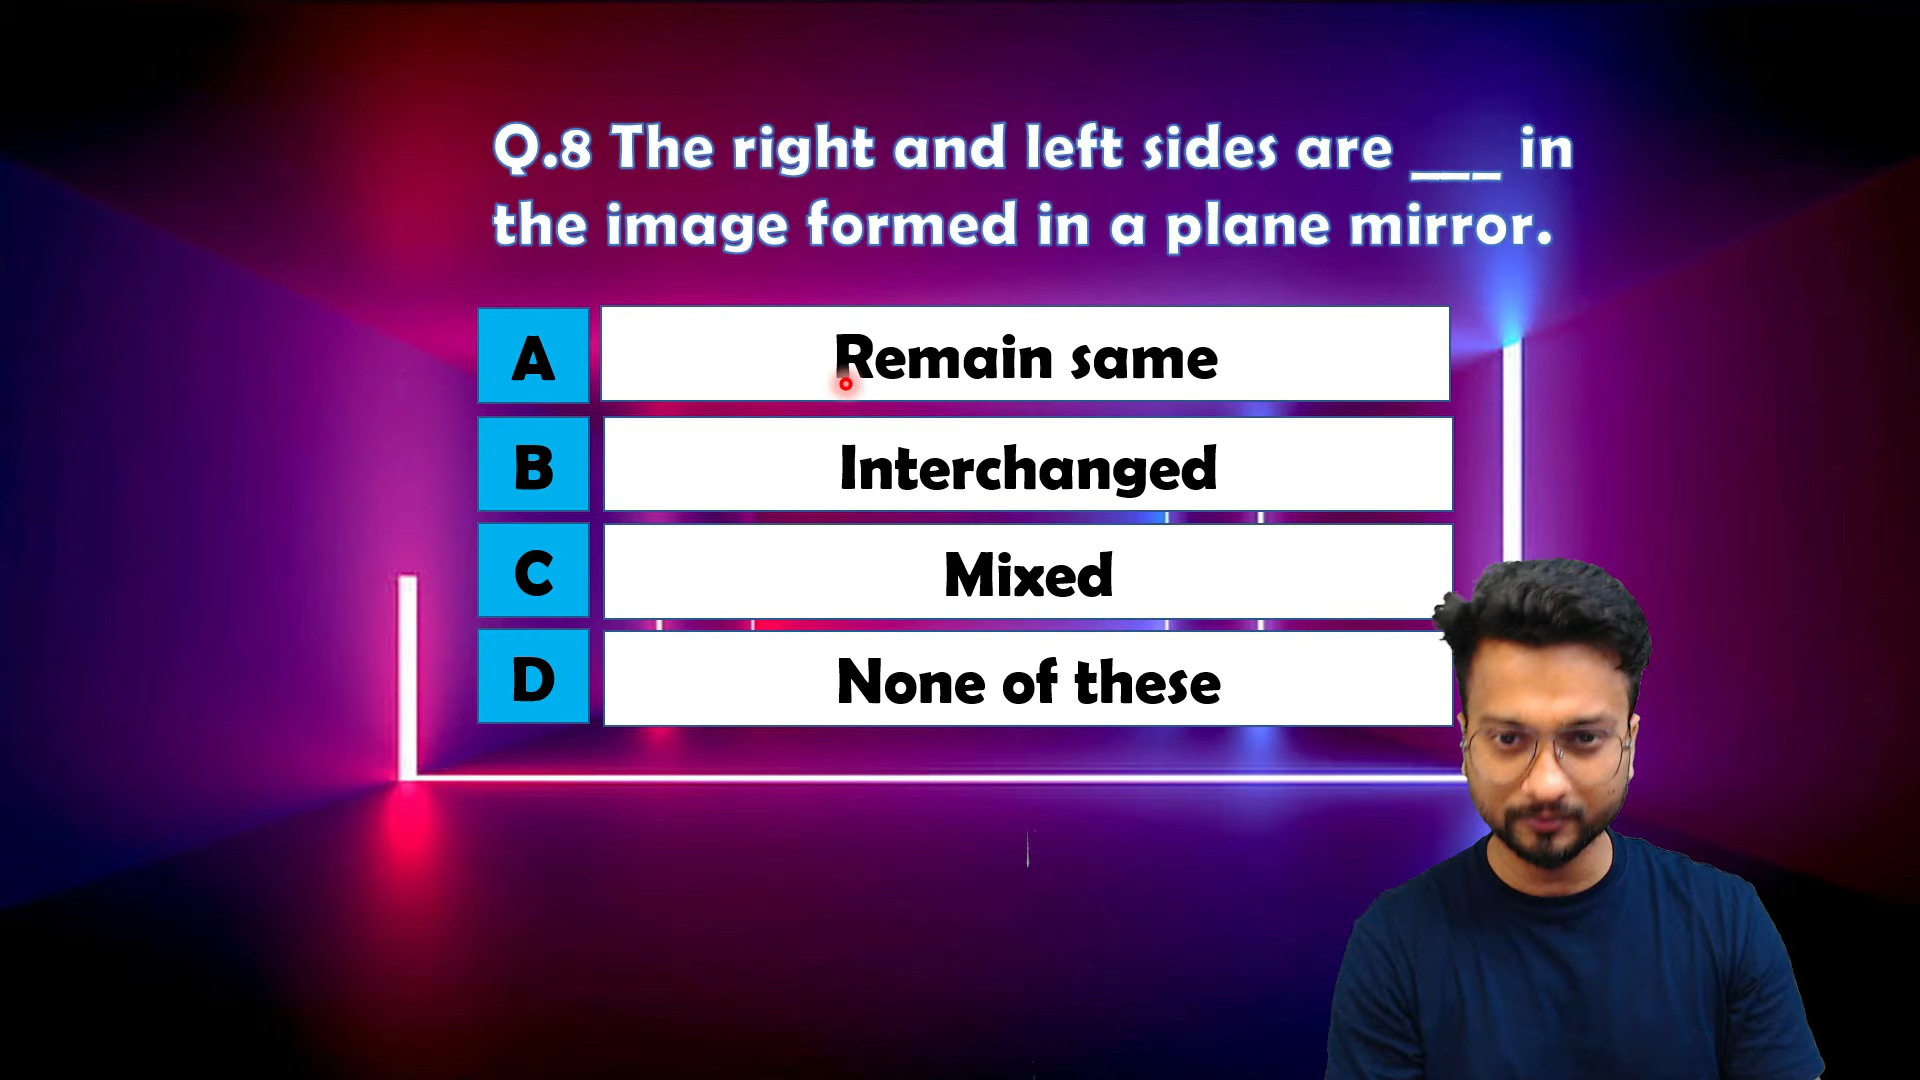 Q.8 The right and left sides are ___ in
the image formed in a plane mirror.
A Remain same
B Interchanged
C Mixed
D None of these